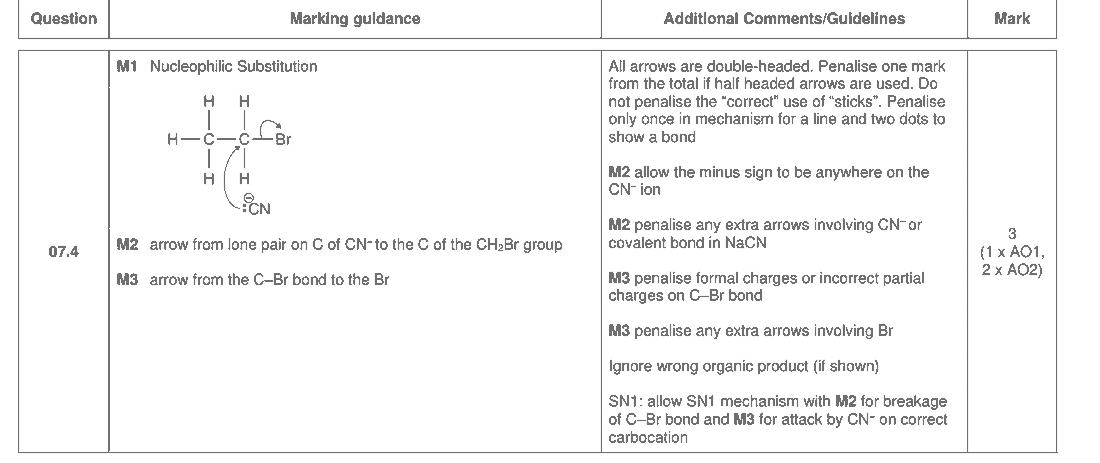 Question Marking guidance Additional Comments/Guidelines Mark
07.4
M1 Nucleophilic Substitution
H H
H—C—C—Br
H H
⊖
:CN
M2 arrow from lone pair on C of CN⁻ to the C of the CH₂Br group
M3 arrow from the C–Br bond to the Br
All arrows are double-headed. Penalise one mark
from the total if half headed arrows are used. Do
not penalise the “correct” use of “sticks”. Penalise
only once in mechanism for a line and two dots to
show a bond
M2 allow the minus sign to be anywhere on the
CN⁻ ion
M2 penalise any extra arrows involving CN⁻ or
covalent bond in NaCN
M3 penalise formal charges or incorrect partial
charges on C–Br bond
M3 penalise any extra arrows involving Br
Ignore wrong organic product (if shown)
SN1: allow SN1 mechanism with M2 for breakage
of C–Br bond and M3 for attack by CN⁻ on correct
carbocation
3
(1 x AO1,
2 x AO2)